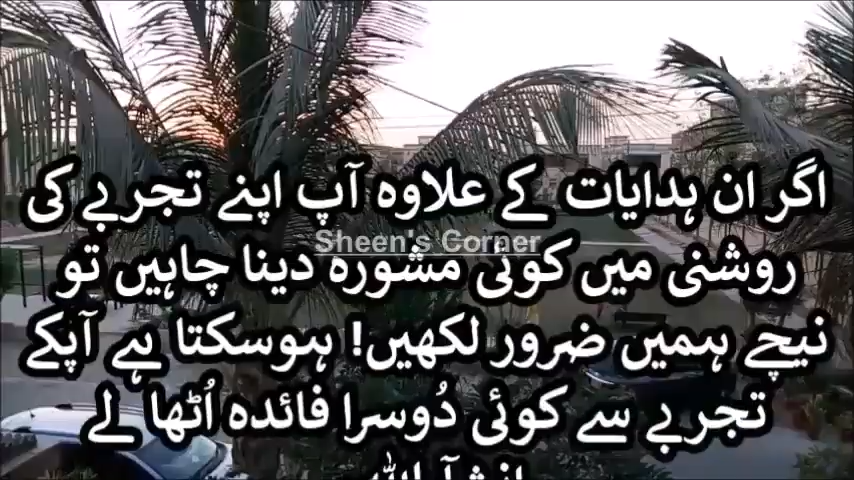 اگر ان ہدایات کے علاوہ آپ اپنے تجربے کی
Sheen's Corner
روشنی میں کوئی مشورہ دینا چاہیں تو
نیچے ہمیں ضرور لکھیں! ہوسکتا ہے آپکے
تجربے سے کوئی دُوسرا فائدہ اُٹھا لے